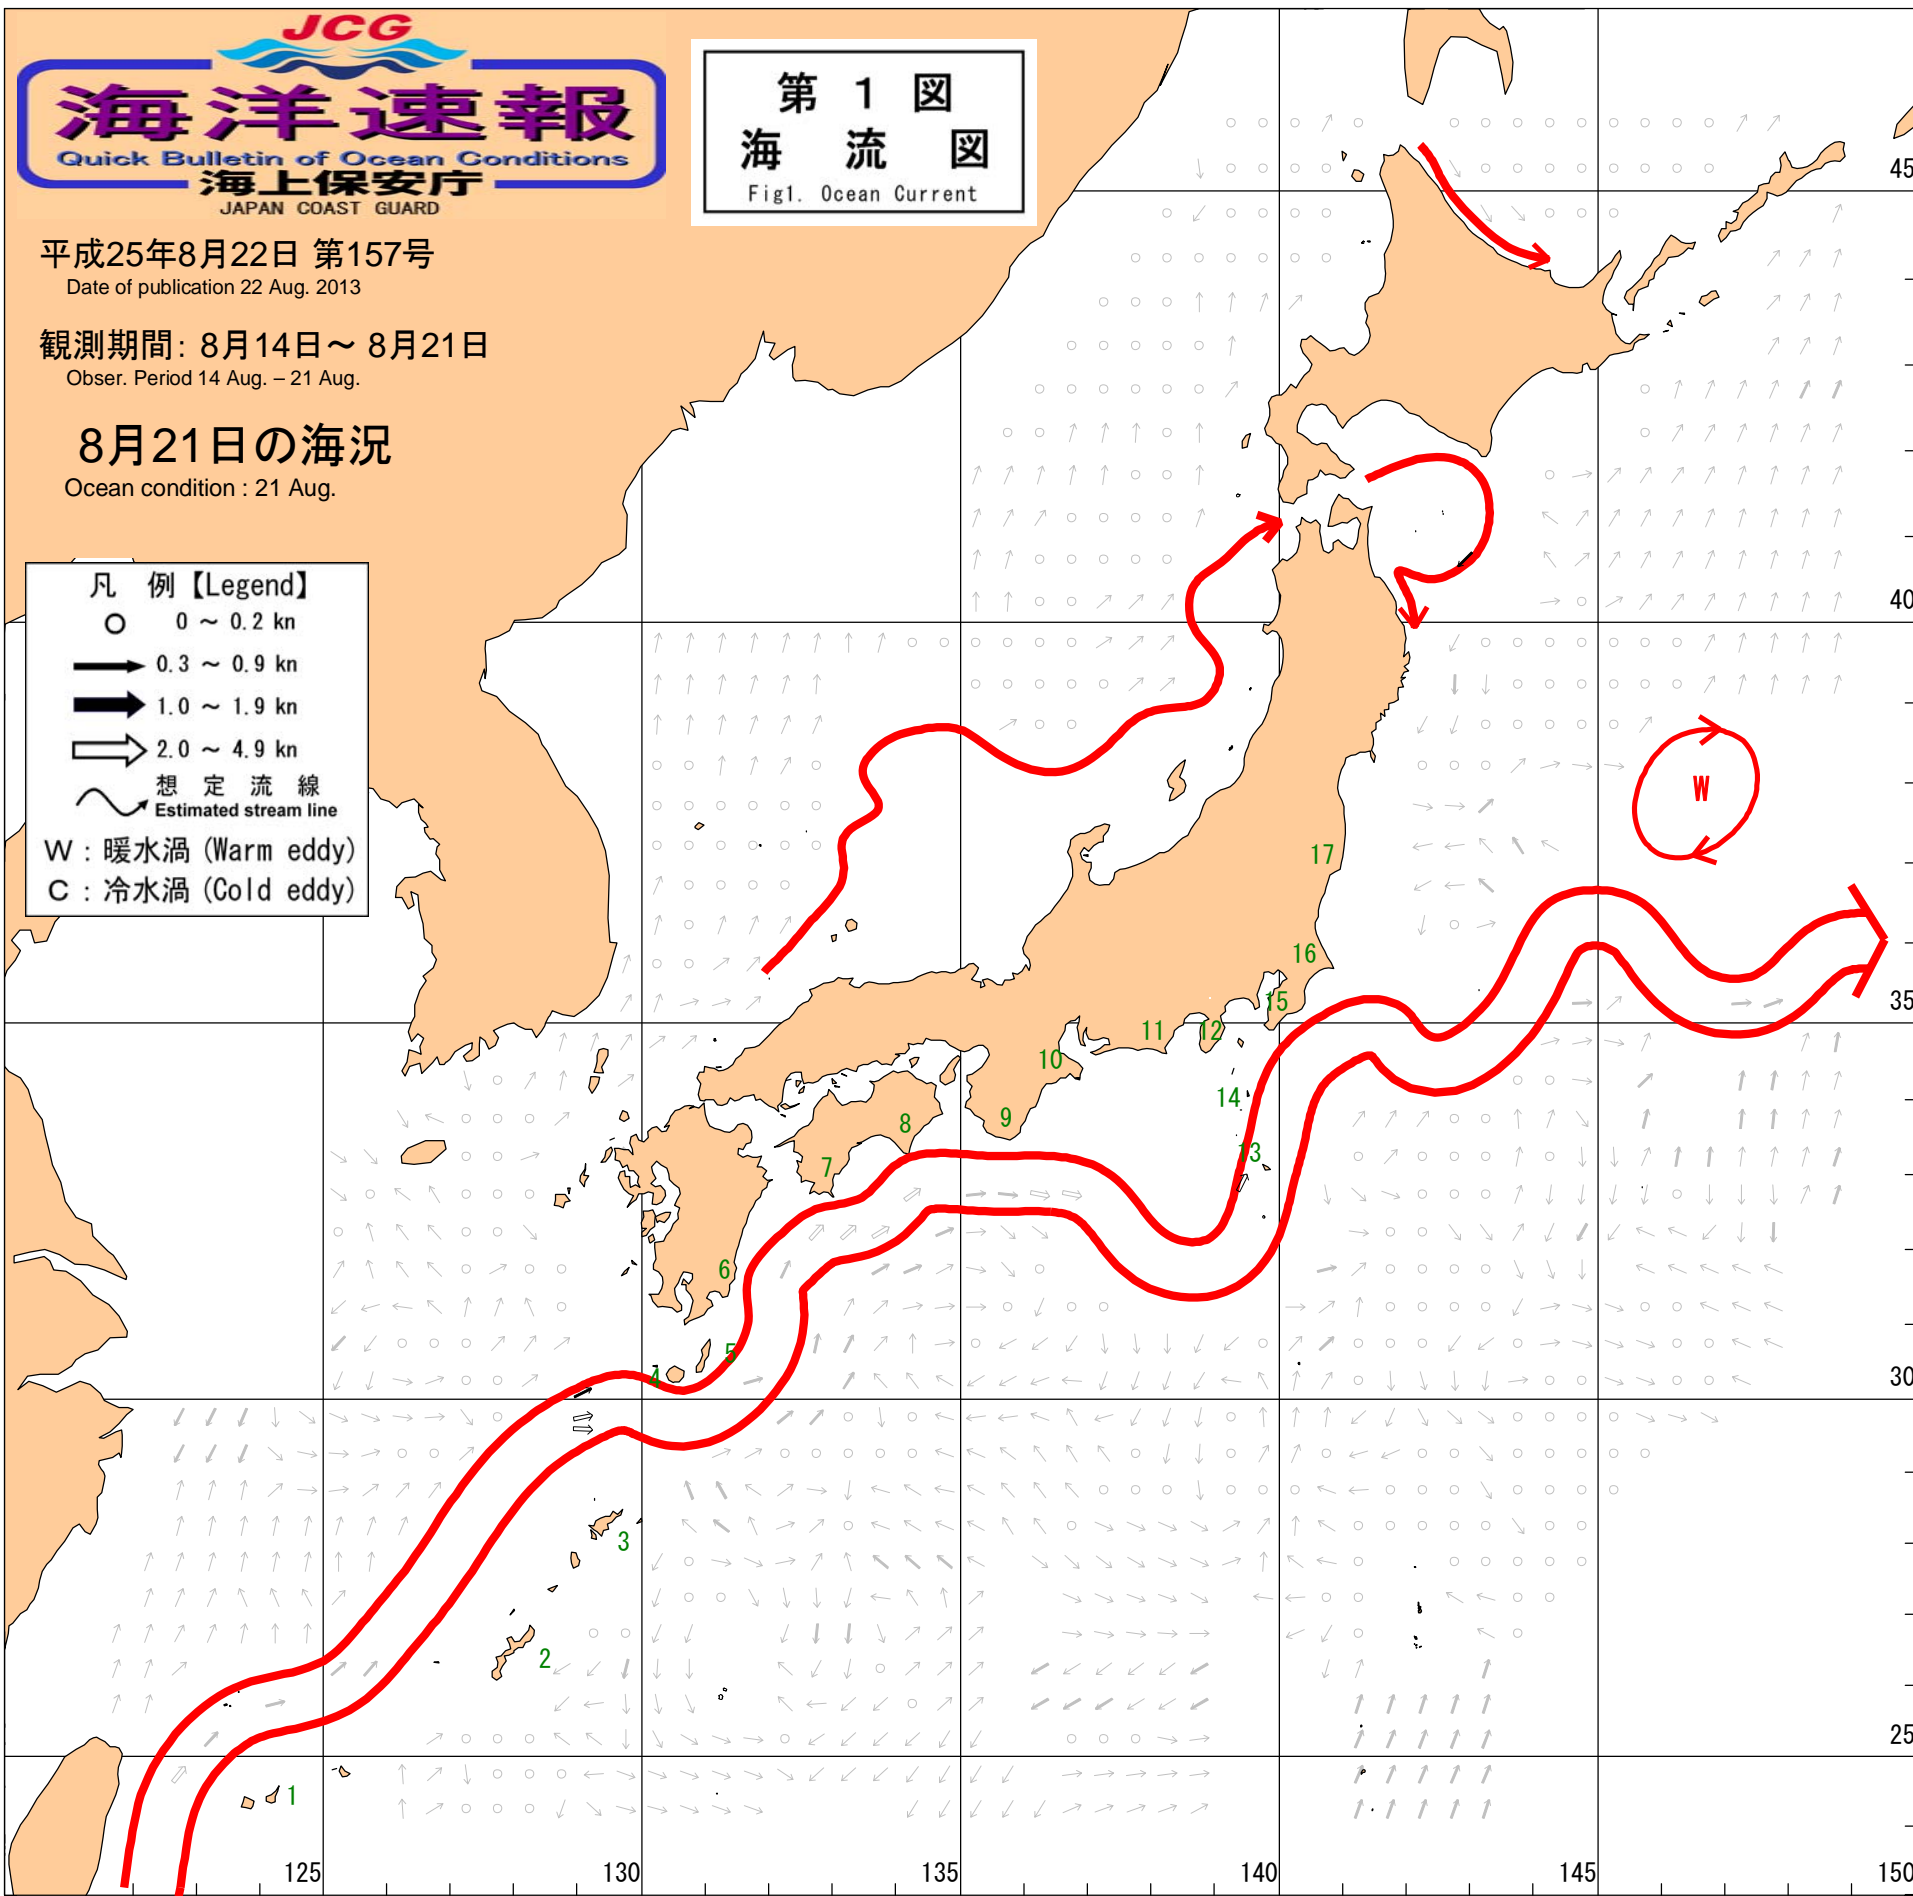 JCG
海洋速報
Quick Bulletin of Ocean Conditions
海上保安庁
JAPAN COAST GUARD
第 1 図
海 流 図
Fig1. Ocean Current
平成25年8月22日 第157号
Date of publication 22 Aug. 2013
観測期間: 8月14日～ 8月21日
Obser. Period 14 Aug. – 21 Aug.
8月21日の海況
Ocean condition : 21 Aug.
凡 例【Legend】
0 ～ 0.2 kn
0.3 ～ 0.9 kn
1.0 ～ 1.9 kn
2.0 ～ 4.9 kn
想 定 流 線
Estimated stream line
W : 暖水渦 (Warm eddy)
C : 冷水渦 (Cold eddy)
45
40
W
17
16
35
15
12
11
10
14
9
8
13
7
6
5
4
30
3
2
25
1
125
130
135
140
145
150